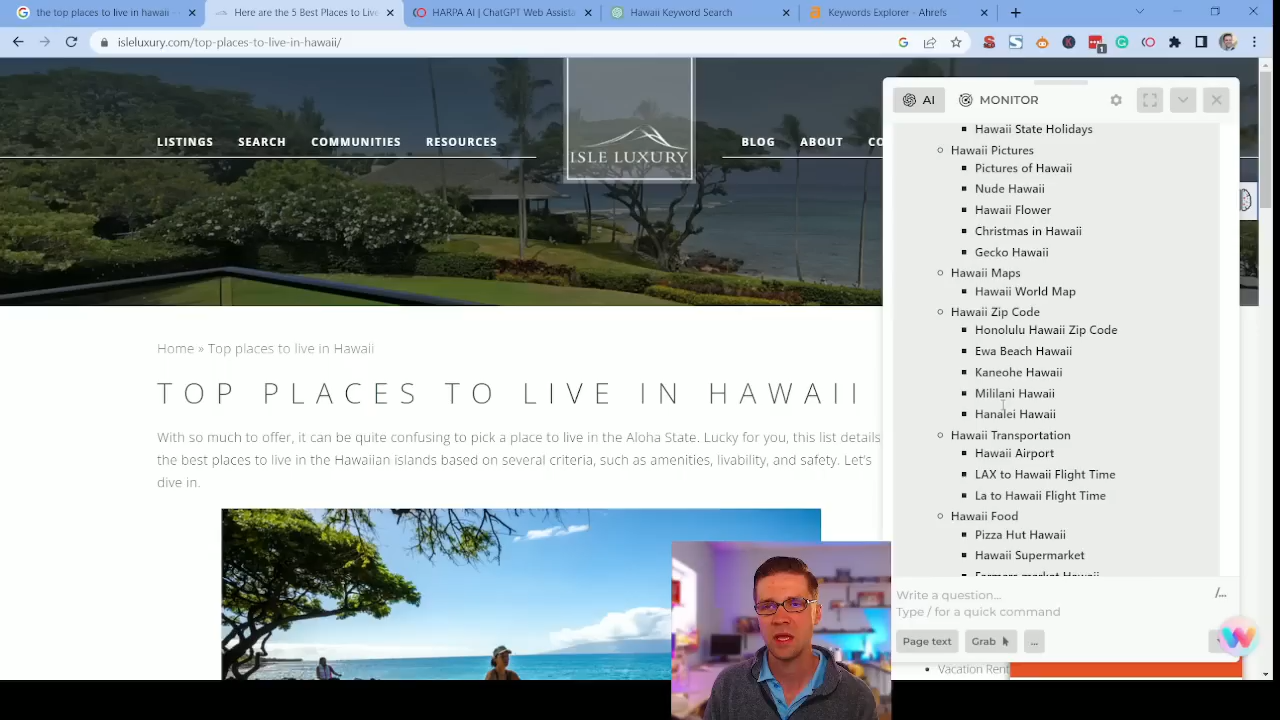 the top places to live in hawaii -
Here are the 5 Best Places to Live
HARPA AI | ChatGPT Web Assista
Hawaii Keyword Search
Keywords Explorer - Ahrefs
isleluxury.com/top-places-to-live-in-hawaii/
LISTINGS SEARCH COMMUNITIES RESOURCES
ISLE LUXURY
BLOG ABOUT CO
Home » Top places to live in Hawaii
TOP PLACES TO LIVE IN HAWAII
With so much to offer, it can be quite confusing to pick a place to live in the Aloha State. Lucky for you, this list details
the best places to live in the Hawaiian islands based on several criteria, such as amenities, livability, and safety. Let's
dive in.
AI MONITOR
Hawaii State Holidays
Hawaii Pictures
Pictures of Hawaii
Nude Hawaii
Hawaii Flower
Christmas in Hawaii
Gecko Hawaii
Hawaii Maps
Hawaii World Map
Hawaii Zip Code
Honolulu Hawaii Zip Code
Ewa Beach Hawaii
Kaneohe Hawaii
Mililani Hawaii
Hanalei Hawaii
Hawaii Transportation
Hawaii Airport
LAX to Hawaii Flight Time
La to Hawaii Flight Time
Hawaii Food
Pizza Hut Hawaii
Hawaii Supermarket
Farmers market Hawaii
Write a question...
/...
Type / for a quick command
Page text Grab ...
Vacation Rent